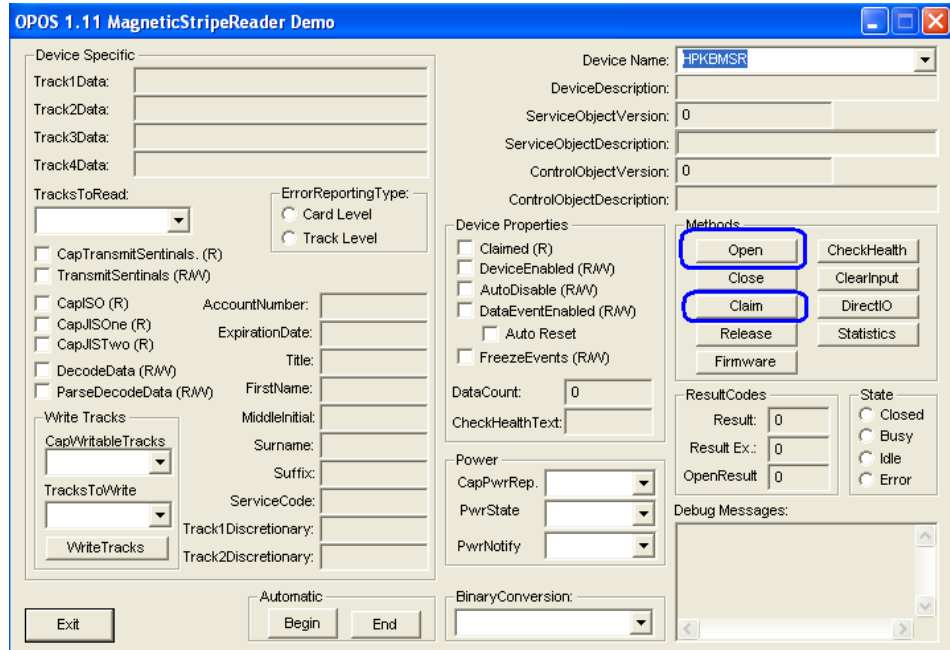 OPOS 1.11 MagneticStripeReader Demo
Device Specific
Track1Data:
Track2Data:
Track3Data:
Track4Data:
TracksToRead:
ErrorReportingType:
Card Level
Track Level
CapTransmitSentinals. (R)
TransmitSentinals (R/W)
CapISO (R)
CapJISOne (R)
CapJISTwo (R)
DecodeData (R/W)
ParseDecodeData (R/W)
Write Tracks
CapWritableTracks
TracksToWrite
WriteTracks
AccountNumber:
ExpirationDate:
Title:
FirstName:
MiddleInitial:
Surname:
Suffix:
ServiceCode:
Track1Discretionary:
Track2Discretionary:
Exit
Automatic
Begin End
Device Name: HPKBMSR
DeviceDescription:
ServiceObjectVersion: 0
ServiceObjectDescription:
ControlObjectVersion: 0
ControlObjectDescription:
Device Properties
Claimed (R)
DeviceEnabled (R/W)
AutoDisable (R/W)
DataEventEnabled (R/W)
Auto Reset
FreezeEvents (R/W)
DataCount: 0
CheckHealthText:
Power
CapPwrRep.
PwrState
PwrNotify
BinaryConversion:
Methods
Open CheckHealth
Close ClearInput
Claim DirectIO
Release Statistics
Firmware
ResultCodes
Result: 0
Result Ex.: 0
OpenResult 0
State
Closed
Busy
Idle
Error
Debug Messages: